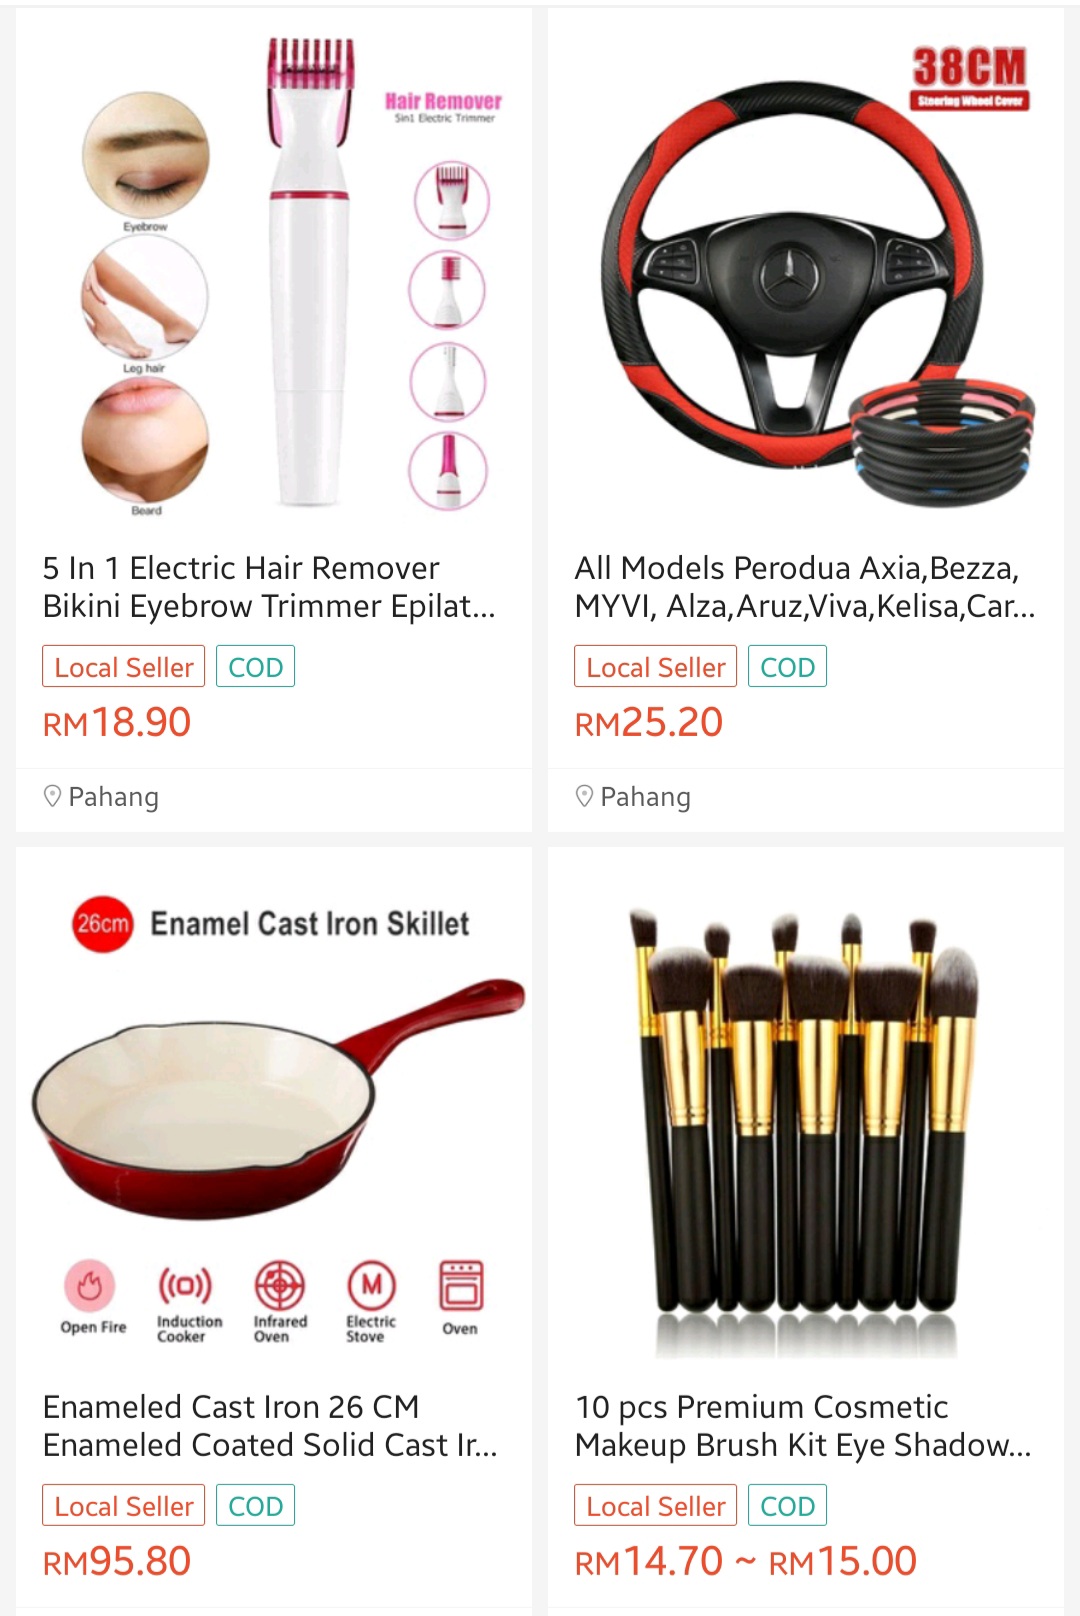 Hair Remover
5in1 Electric Trimmer
Eyebrow
Leg hair
Beard
5 In 1 Electric Hair Remover
Bikini Eyebrow Trimmer Epilat...
Local Seller COD
RM18.90
Pahang
38CM
Steering Wheel Cover
All Models Perodua Axia,Bezza,
MYVI, Alza,Aruz,Viva,Kelisa,Car...
Local Seller COD
RM25.20
Pahang
26cm Enamel Cast Iron Skillet
Open Fire
Induction
Cooker
Infrared
Oven
M
Electric
Stove
Oven
Enameled Cast Iron 26 CM
Enameled Coated Solid Cast Ir...
Local Seller COD
RM95.80
10 pcs Premium Cosmetic
Makeup Brush Kit Eye Shadow...
Local Seller COD
RM14.70 ~ RM15.00